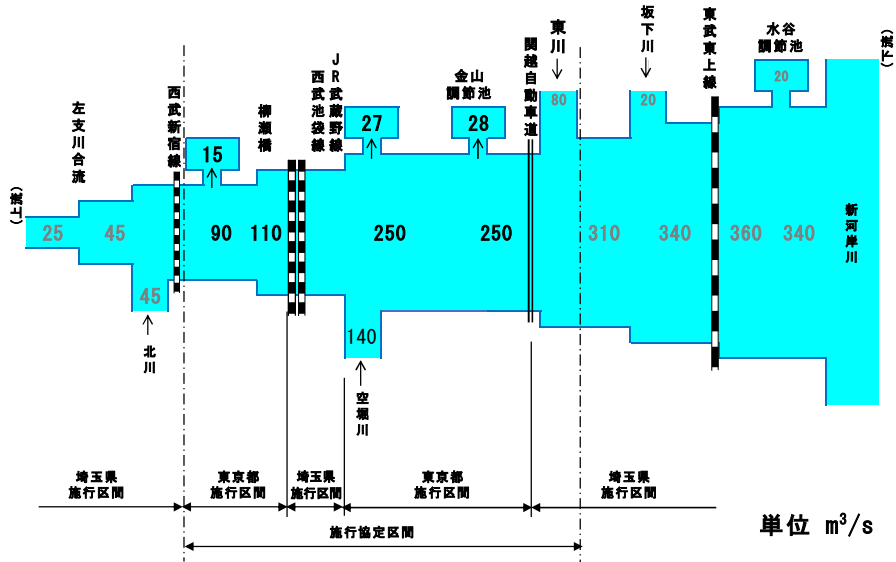 (上流)
左支川合流
西武新宿線
柳瀬橋
西武池袋線
JR武蔵野線
金山
調節池
関越自動車道
東川
坂下川
東武東上線
水谷
調節池
(下流)
15
27
28
80
20
20
25
45
90
110
250
250
310
340
360
340
新河岸川
45
140
北川
空堀川
埼玉県
施行区間
東京都
施行区間
埼玉県
施行区間
東京都
施行区間
埼玉県
施行区間
施行協定区間
単位 m³/s